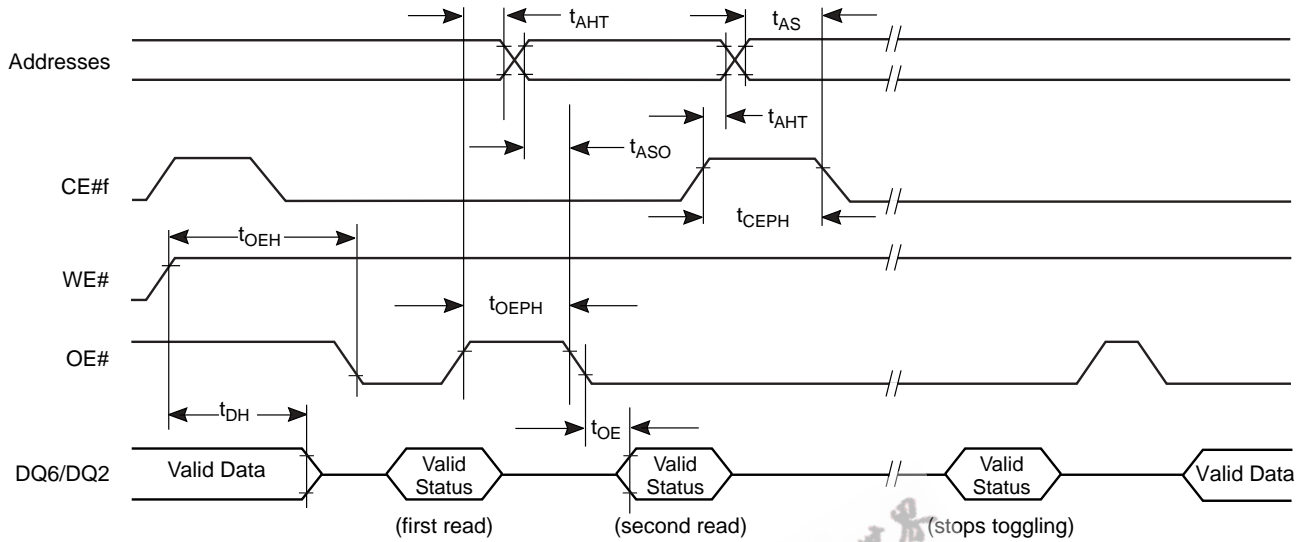 tAHT
tAS
Addresses
tAHT
tASO
CE#f
tCEPH
tOEH
WE#
tOEPH
OE#
tDH
tOE
DQ6/DQ2
Valid Data
Valid
Status
Valid
Status
Valid
Status
Valid Data
(first read)
(second read)
(stops toggling)